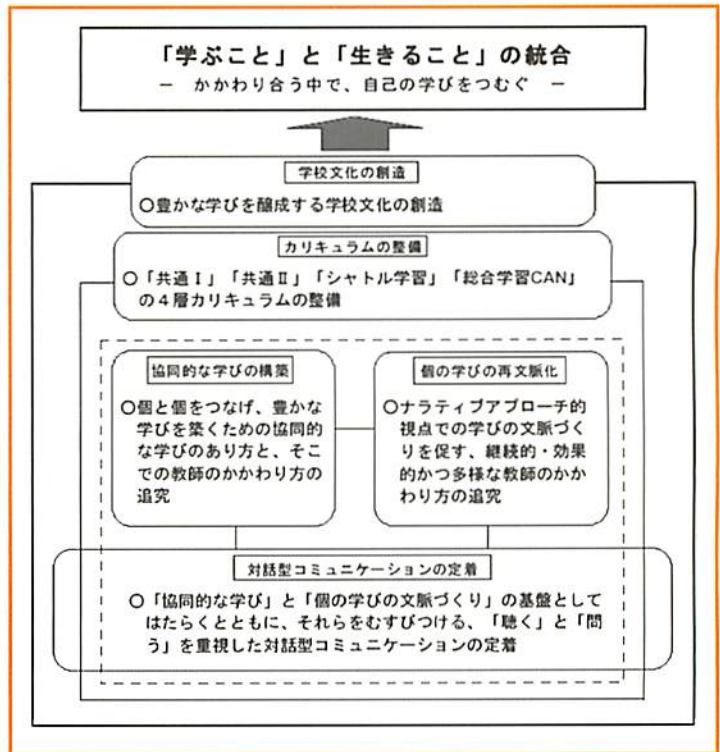 「学ぶこと」と「生きること」の統合
－ かかわり合う中で、自己の学びをつむぐ －
学校文化の創造
○豊かな学びを醸成する学校文化の創造
カリキュラムの整備
○「共通Ⅰ」「共通Ⅱ」「シャトル学習」「総合学習CAN」
の４層カリキュラムの整備
協同的な学びの構築
○個と個をつなげ、豊かな
学びを築くための協同的
な学びのあり方と、そこ
での教師のかかわり方の
追究
個の学びの再文脈化
○ナラティブアプローチ的
視点での学びの文脈づく
りを促す、継続的・効果
的かつ多様な教師のかか
わり方の追究
対話型コミュニケーションの定着
○「協同的な学び」と「個の学びの文脈づくり」の基盤として
はたらくとともに、それらをむすびつける、「聴く」と「問
う」を重視した対話型コミュニケーションの定着